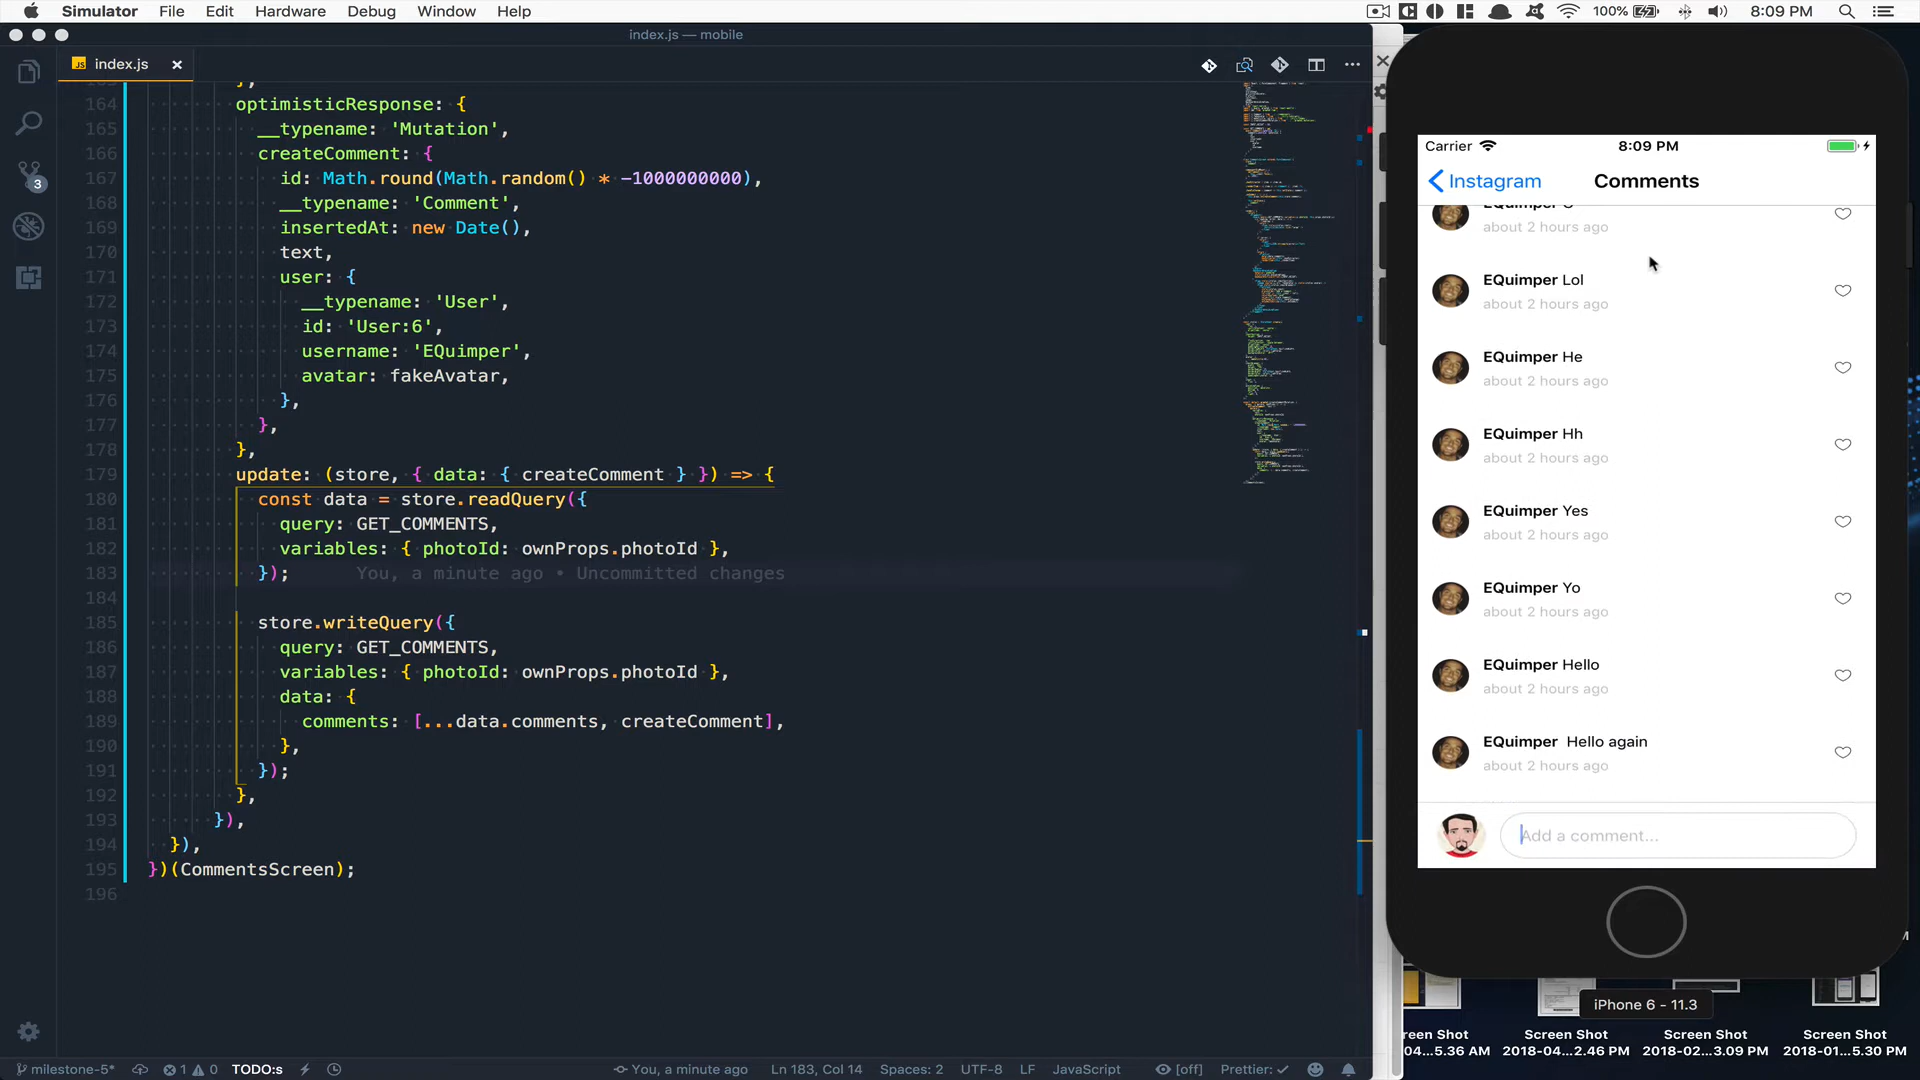 Simulator File Edit Hardware Debug Window Help 100% 8:09 PM
index.js — mobile
JS index.js
164 optimisticResponse: {
165 __typename: 'Mutation',
166 createComment: {
167 id: Math.round(Math.random() * -1000000000),
168 __typename: 'Comment',
169 insertedAt: new Date(),
170 text,
171 user: {
172 __typename: 'User',
173 id: 'User:6',
174 username: 'EQuimper',
175 avatar: fakeAvatar,
176 },
177 },
178 },
179 update: (store, { data: { createComment } }) => {
180 const data = store.readQuery({
181 query: GET_COMMENTS,
182 variables: { photoId: ownProps.photoId },
183 }); You, a minute ago • Uncommitted changes
184
185 store.writeQuery({
186 query: GET_COMMENTS,
187 variables: { photoId: ownProps.photoId },
188 data: {
189 comments: [...data.comments, createComment],
190 },
191 });
192 },
193 }),
194 }),
195 })(CommentsScreen);
196
3
milestone-5* 1 0 TODO:s You, a minute ago Ln 183, Col 14 Spaces: 2 UTF-8 LF JavaScript [off] Prettier: ✓
Carrier 8:09 PM
Instagram Comments
about 2 hours ago
EQuimper Lol
about 2 hours ago
EQuimper He
about 2 hours ago
EQuimper Hh
about 2 hours ago
EQuimper Yes
about 2 hours ago
EQuimper Yo
about 2 hours ago
EQuimper Hello
about 2 hours ago
EQuimper Hello again
about 2 hours ago
Add a comment...
iPhone 6 - 11.3
reen Shot
04...5.36 AM
Screen Shot
2018-04...2.46 PM
Screen Shot
2018-02...3.09 PM
Screen Shot
2018-01...5.30 PM